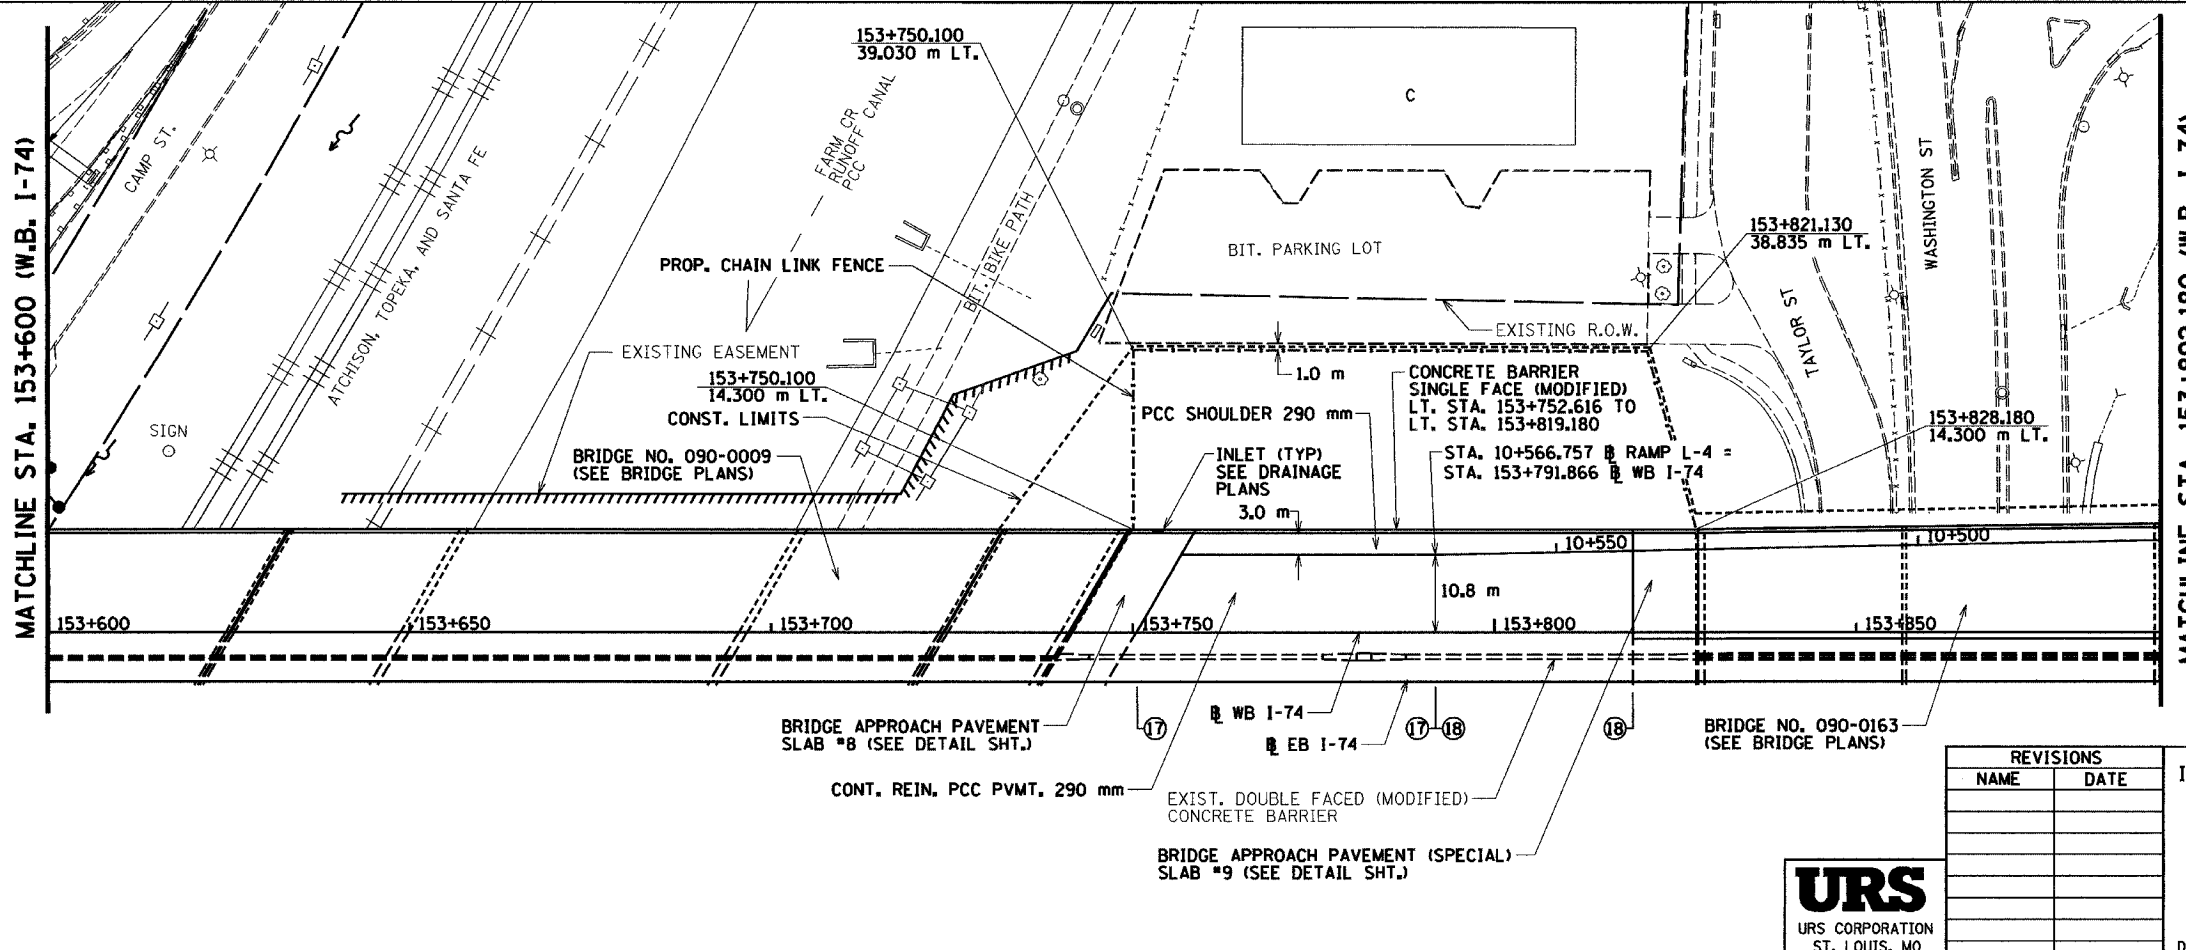 MATCHLINE STA. 153+600 (W.B. I-74)
CAMP ST.
ATCHISON, TOPEKA, AND SANTA FE
SIGN
153+750.100
39.030 m LT.
FARM CR
RUNOFF CANAL
PCC
BIT. BIKE PATH
PROP. CHAIN LINK FENCE
EXISTING EASEMENT
153+750.100
14.300 m LT.
CONST. LIMITS
BRIDGE NO. 090-0009
(SEE BRIDGE PLANS)
C
BIT. PARKING LOT
EXISTING R.O.W.
1.0 m
PCC SHOULDER 290 mm
CONCRETE BARRIER
SINGLE FACE (MODIFIED)
LT. STA. 153+752.616 TO
LT. STA. 153+819.180
INLET (TYP)
SEE DRAINAGE
PLANS
3.0 m
STA. 10+566.757 ⅊ RAMP L-4 =
STA. 153+791.866 ⅊ WB I-74
153+821.130
38.835 m LT.
WASHINGTON ST
TAYLOR ST
153+828.180
14.300 m LT.
10+550
10+500
10.8 m
153+600
153+650
153+700
153+750
153+800
153+850
BRIDGE APPROACH PAVEMENT
SLAB #8 (SEE DETAIL SHT.)
17
⅊ WB I-74
⅊ EB I-74
17 18
18
BRIDGE NO. 090-0163
(SEE BRIDGE PLANS)
CONT. REIN. PCC PVMT. 290 mm
EXIST. DOUBLE FACED (MODIFIED)
CONCRETE BARRIER
BRIDGE APPROACH PAVEMENT (SPECIAL)
SLAB #9 (SEE DETAIL SHT.)
REVISIONS
NAME DATE
URS
URS CORPORATION
ST. LOUIS, MO